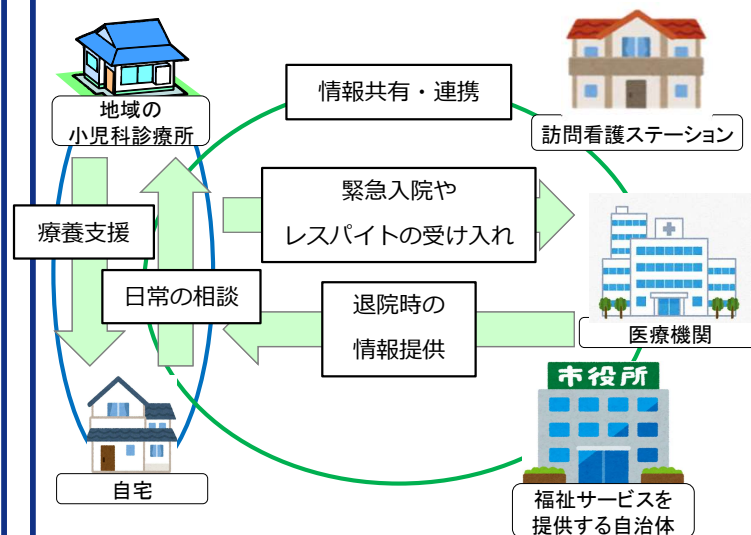 地域の
小児科診療所
情報共有・連携
訪問看護ステーション
緊急入院や
レスパイトの受け入れ
療養支援
日常の相談
退院時の
情報提供
医療機関
市役所
自宅
福祉サービスを
提供する自治体